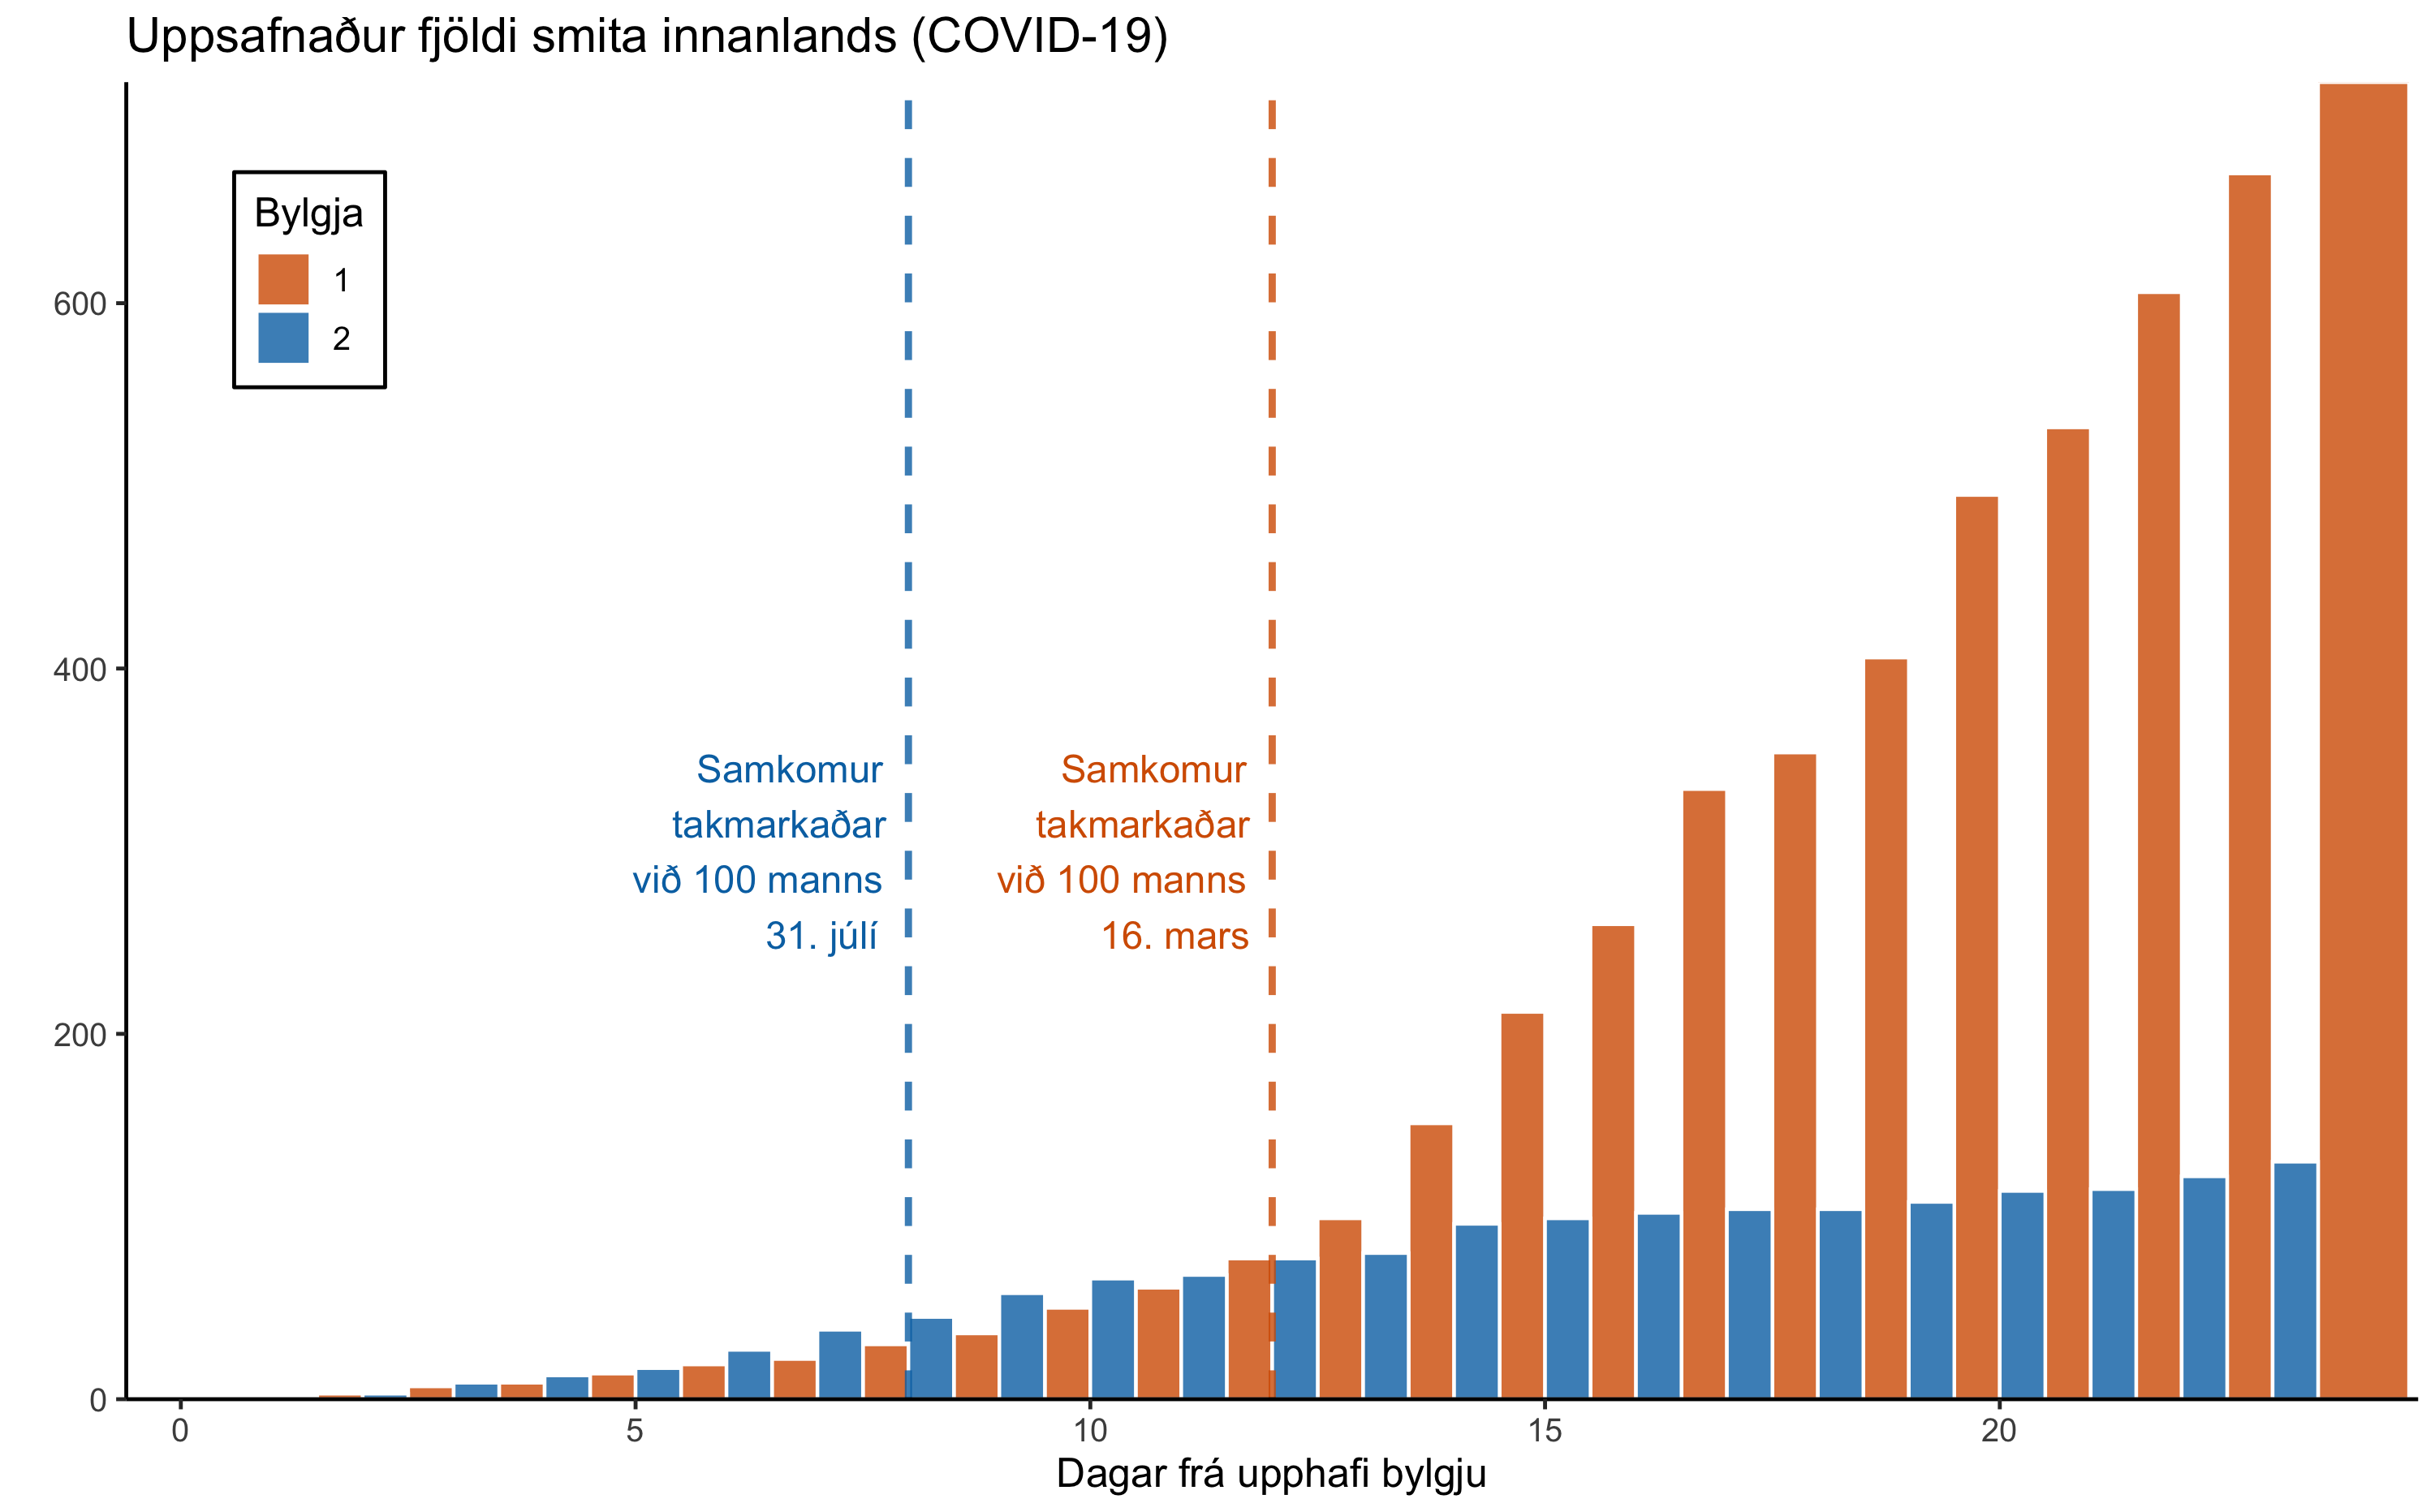 Uppsafnaður fjöldi smita innanlands (COVID-19)
Bylgja
1
2
600
400
200
0
Samkomur
takmarkaðar
við 100 manns
31. júlí
Samkomur
takmarkaðar
við 100 manns
16. mars
0
5
10
15
20
Dagar frá upphafi bylgju